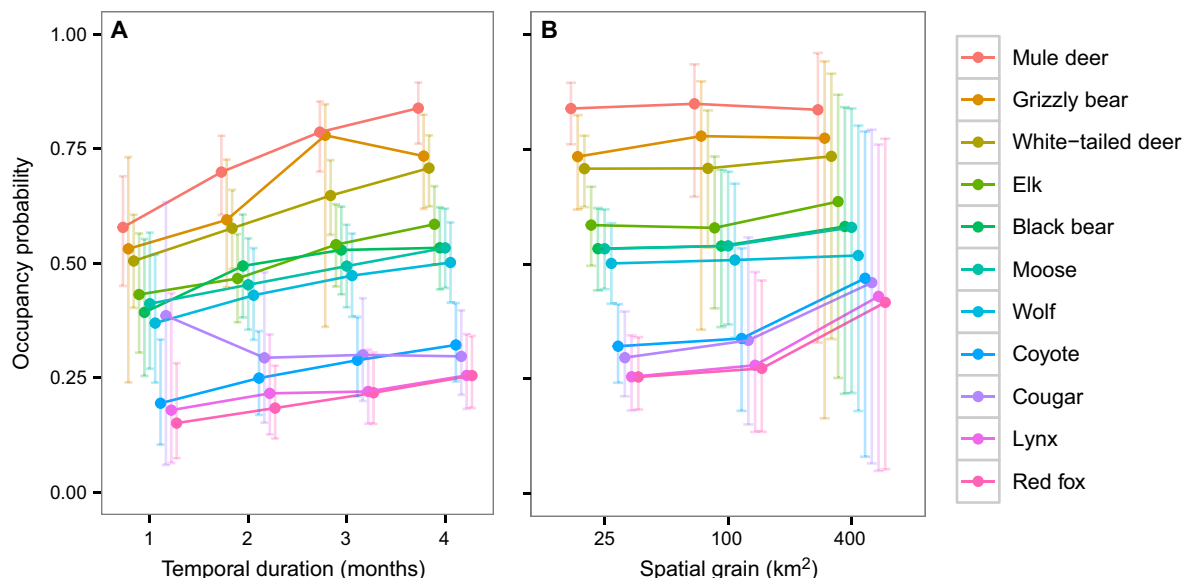 A
B
1.00
0.75
0.50
0.25
0.00
Occupancy probability
1 2 3 4
Temporal duration (months)
25 100 400
Spatial grain (km²)
Mule deer
Grizzly bear
White−tailed deer
Elk
Black bear
Moose
Wolf
Coyote
Cougar
Lynx
Red fox